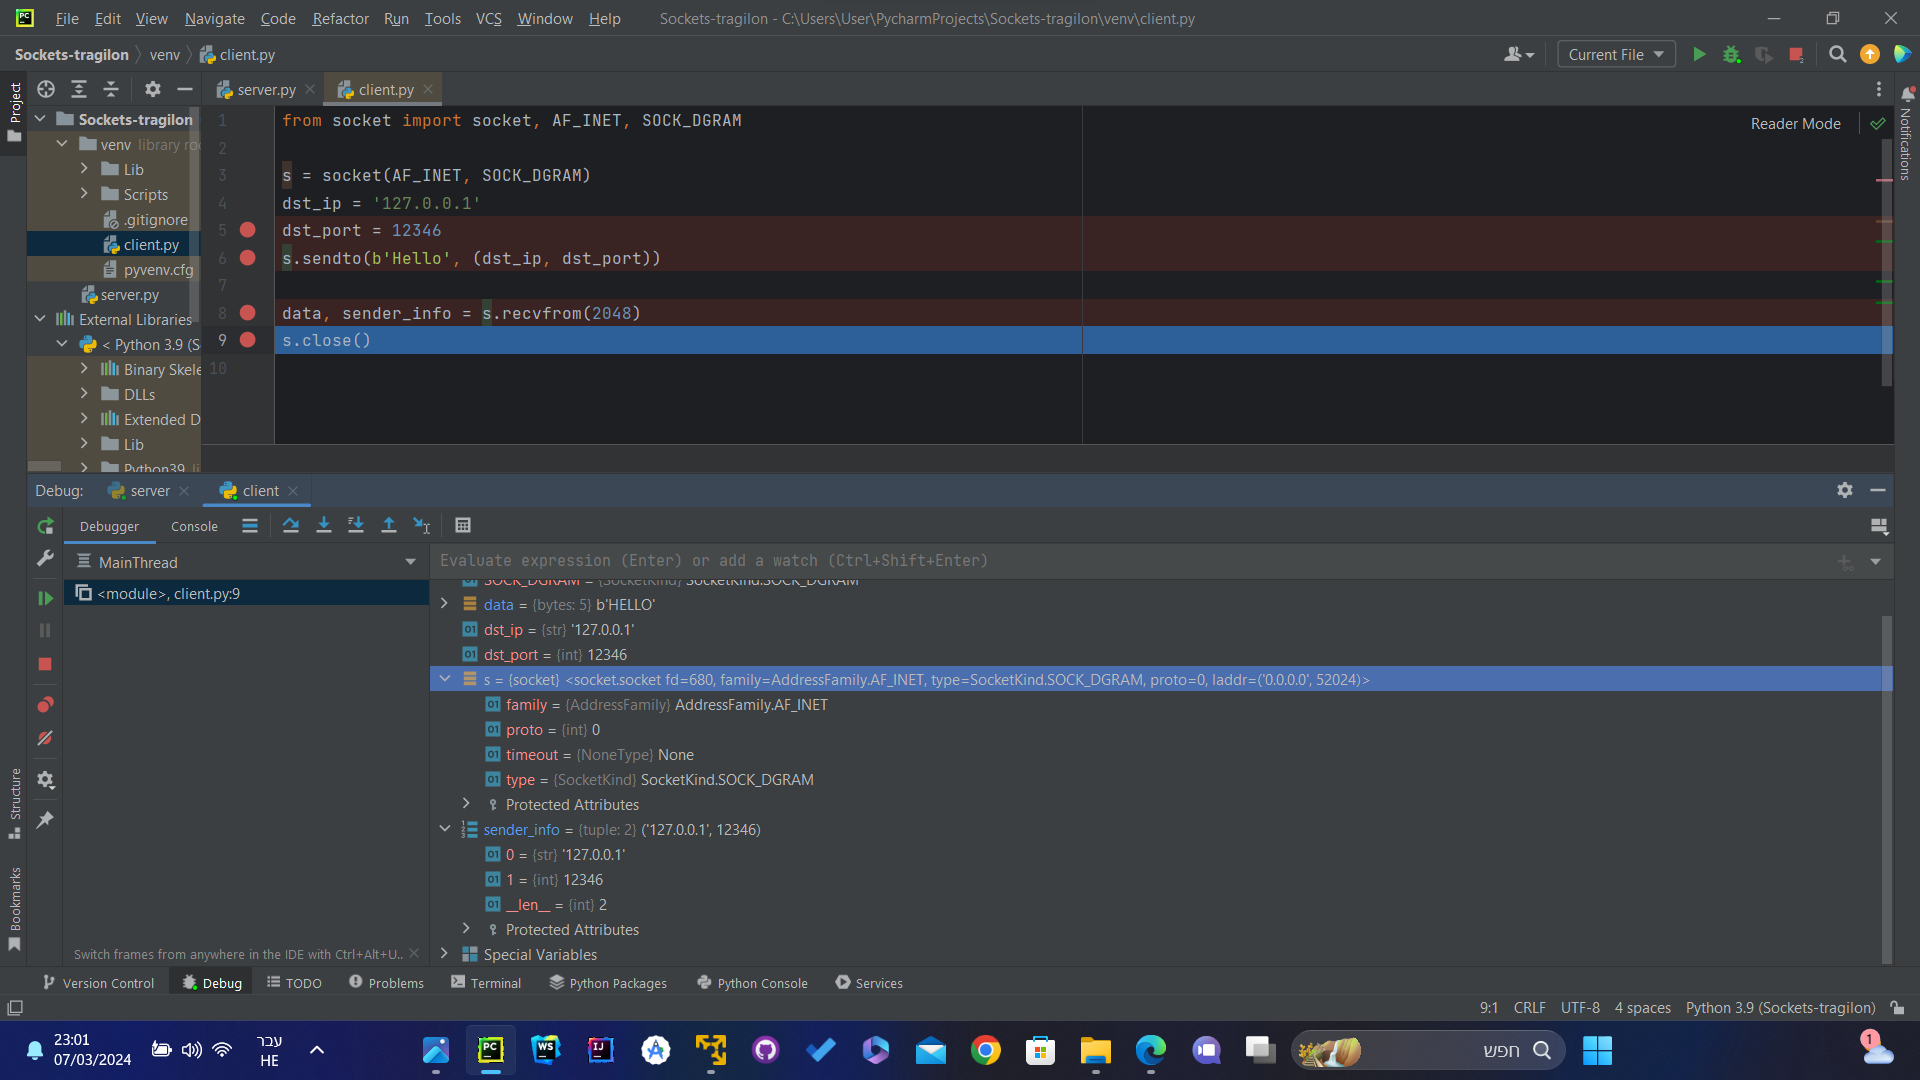 File Edit View Navigate Code Refactor Run Tools VCS Window Help Sockets-tragilon - C:\Users\User\PycharmProjects\Sockets-tragilon\venv\client.py
Sockets-tragilon venv client.py Current File
Project
server.py client.py
Notifications
Reader Mode
Sockets-tragilon
venv library roo
Lib
Scripts
.gitignore
client.py
pyvenv.cfg
server.py
External Libraries
< Python 3.9 (S
Binary Skele
DLLs
Extended D
Lib
Python39 li
1 from socket import socket, AF_INET, SOCK_DGRAM
2
3 s = socket(AF_INET, SOCK_DGRAM)
4 dst_ip = '127.0.0.1'
5 dst_port = 12346
6 s.sendto(b'Hello', (dst_ip, dst_port))
7
8 data, sender_info = s.recvfrom(2048)
9 s.close()
10
Debug: server client
Debugger Console
MainThread
<module>, client.py:9
Evaluate expression (Enter) or add a watch (Ctrl+Shift+Enter)
SOCK_DGRAM = {SocketKind} SocketKind.SOCK_DGRAM
data = {bytes: 5} b'HELLO'
dst_ip = {str} '127.0.0.1'
dst_port = {int} 12346
s = {socket} <socket.socket fd=680, family=AddressFamily.AF_INET, type=SocketKind.SOCK_DGRAM, proto=0, laddr=('0.0.0.0', 52024)>
family = {AddressFamily} AddressFamily.AF_INET
proto = {int} 0
timeout = {NoneType} None
type = {SocketKind} SocketKind.SOCK_DGRAM
Protected Attributes
sender_info = {tuple: 2} ('127.0.0.1', 12346)
0 = {str} '127.0.0.1'
1 = {int} 12346
__len__ = {int} 2
Protected Attributes
Special Variables
Structure
Bookmarks
Switch frames from anywhere in the IDE with Ctrl+Alt+U..
Version Control Debug TODO Problems Terminal Python Packages Python Console Services
9:1 CRLF UTF-8 4 spaces Python 3.9 (Sockets-tragilon)
23:01
07/03/2024
עבר
HE
PC
WS
IJ
חפש
1